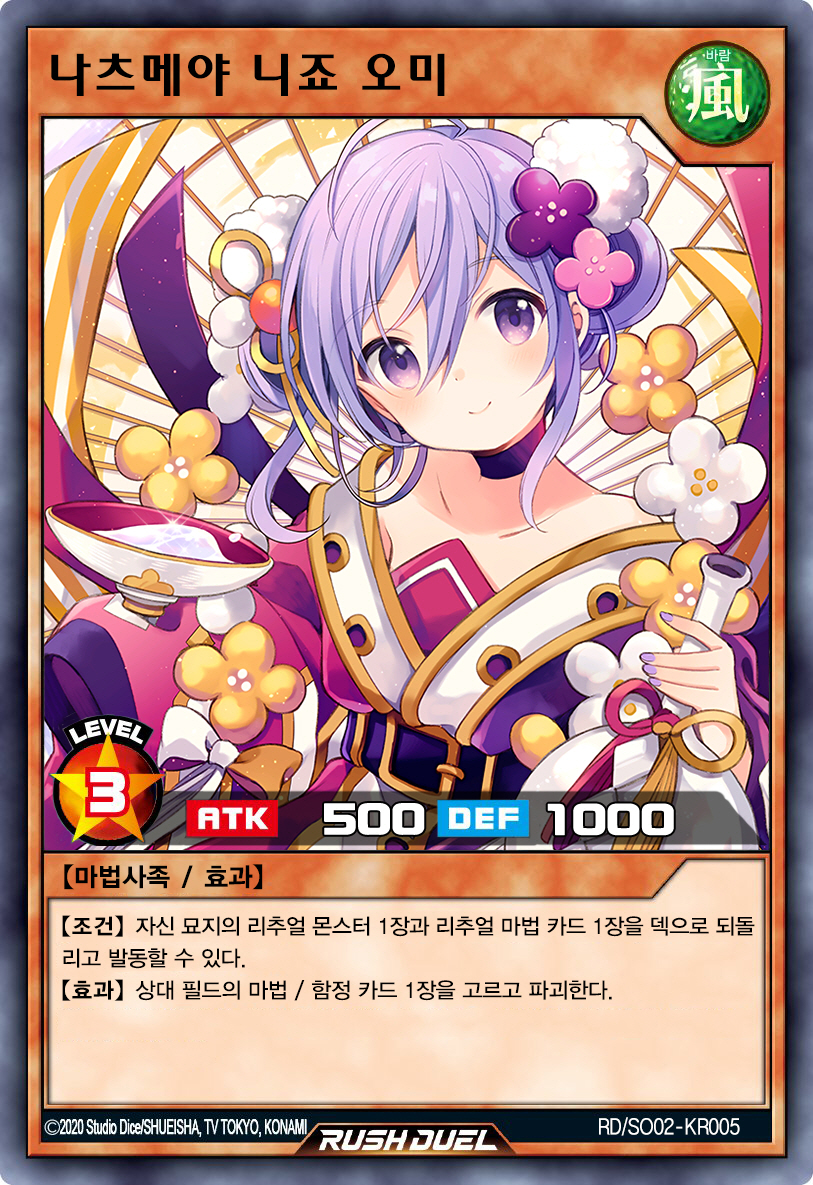 나츠메야 니죠 오미
바람
風
LEVEL
3
ATK 500 DEF 1000
【마법사족 / 효과】
【조건】 자신 묘지의 리추얼 몬스터 1장과 리추얼 마법 카드 1장을 덱으로 되돌
리고 발동할 수 있다.
【효과】 상대 필드의 마법 / 함정 카드 1장을 고르고 파괴한다.
©2020 Studio Dice/SHUEISHA, TV TOKYO, KONAMI
RUSH DUEL
RD/SO02-KR005